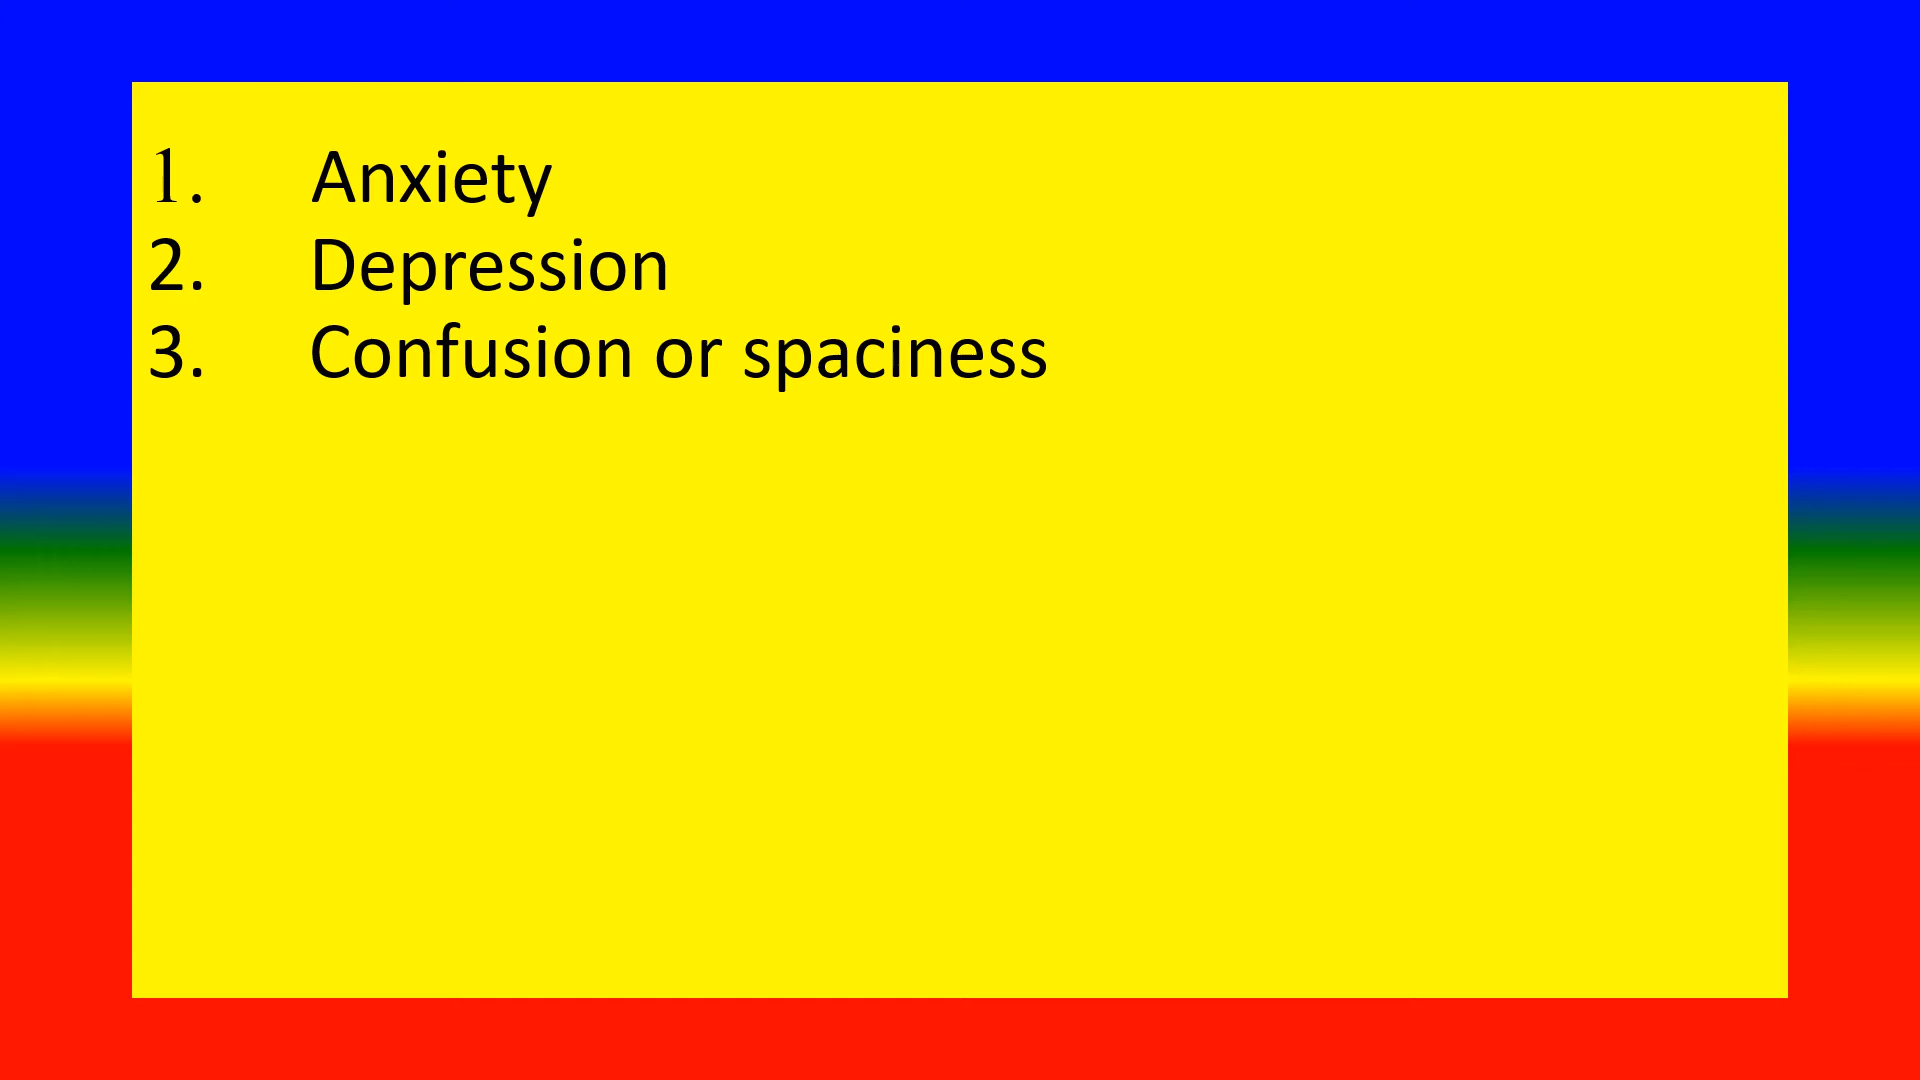 1. Anxiety
2. Depression
3. Confusion or spaciness